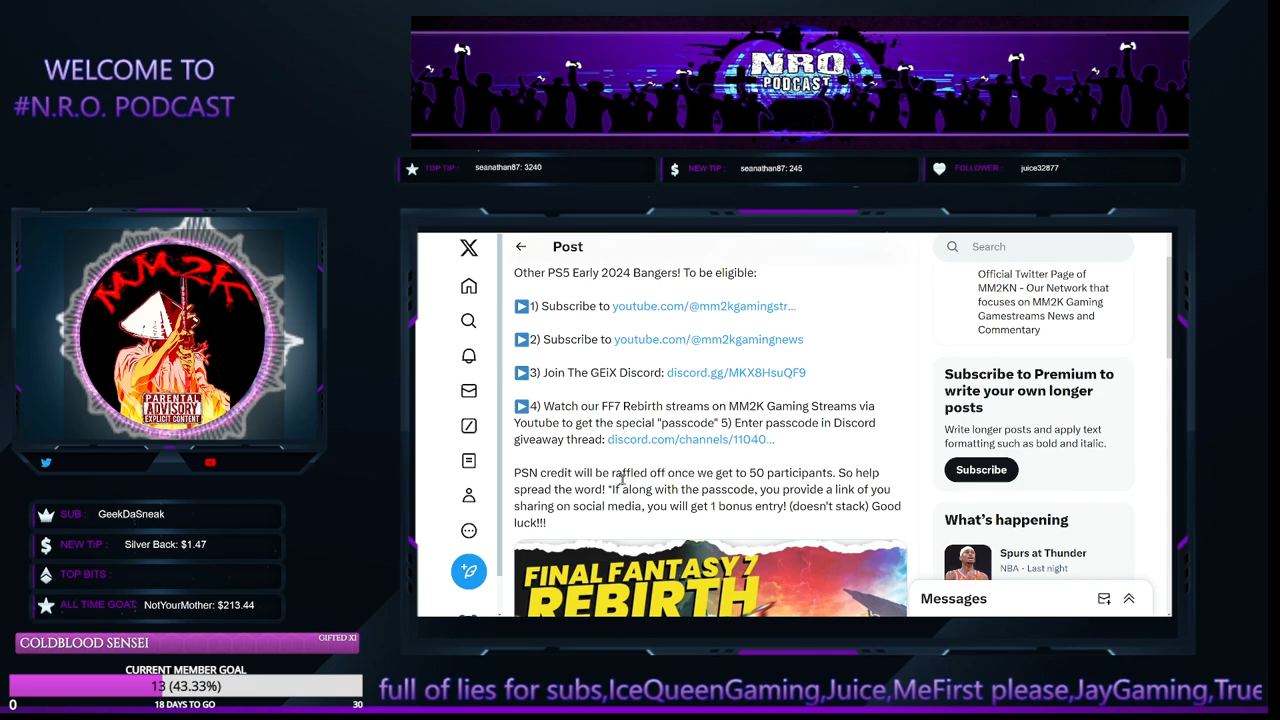 WELCOME TO
#N.R.O. PODCAST
NRO
PODCAST
TOP TIP : seanathan87: 3240
NEW TIP : seanathan87: 245
FOLLOWER : juice32877
MM2K
PARENTAL
ADVISORY
EXPLICIT CONTENT
SUB : GeekDaSneak
NEW TIP : Silver Back: $1.47
TOP BITS :
ALL TIME GOAT: NotYourMother: $213.44
COLDBLOOD SENSEI GIFTED X1
CURRENT MEMBER GOAL
13 (43.33%)
0 18 DAYS TO GO 30
Post
Other PS5 Early 2024 Bangers! To be eligible:
1) Subscribe to youtube.com/@mm2kgamingstr...
2) Subscribe to youtube.com/@mm2kgamingnews
3) Join The GEiX Discord: discord.gg/MKX8HsuQF9
4) Watch our FF7 Rebirth streams on MM2K Gaming Streams via
Youtube to get the special "passcode" 5) Enter passcode in Discord
giveaway thread: discord.com/channels/11040...
PSN credit will be raffled off once we get to 50 participants. So help
spread the word! *If along with the passcode, you provide a link of you
sharing on social media, you will get 1 bonus entry! (doesn't stack) Good
luck!!!
FINAL FANTASY 7
REBIRTH
Search
Official Twitter Page of
MM2KN - Our Network that
focuses on MM2K Gaming
Gamestreams News and
Commentary
Subscribe to Premium to
write your own longer
posts
Write longer posts and apply text
formatting such as bold and italic.
Subscribe
What's happening
Spurs at Thunder
NBA · Last night
Messages
full of lies for subs,IceQueenGaming,Juice,MeFirst please,JayGaming,True